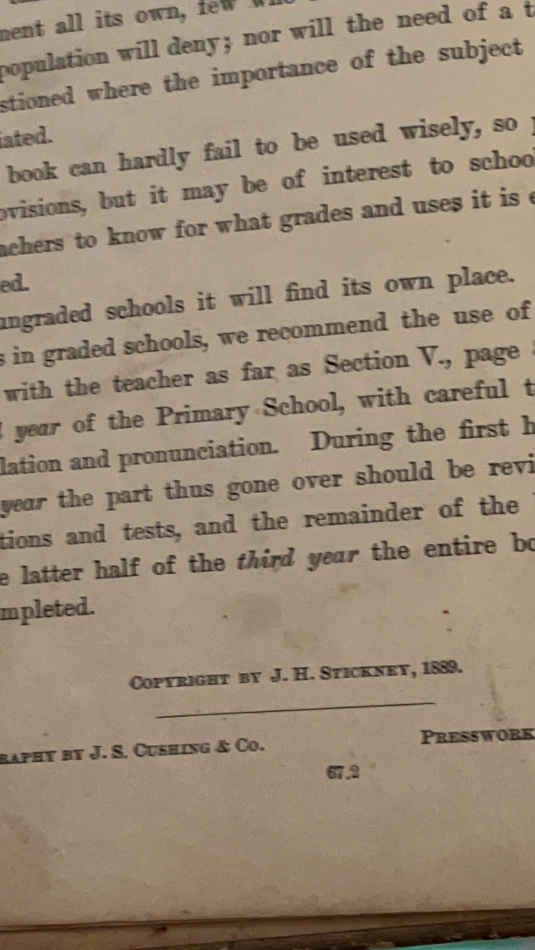 ment all its own, few
population will deny; nor will the need of a t
stioned where the importance of the subject
iated.
book can hardly fail to be used wisely, so p
ovisions, but it may be of interest to schoo
achers to know for what grades and uses it is e
ed.
ungraded schools it will find its own place.
s in graded schools, we recommend the use of
with the teacher as far as Section V., page
year of the Primary School, with careful t
lation and pronunciation. During the first h
year the part thus gone over should be revi
tions and tests, and the remainder of the
e latter half of the third year the entire bo
mpleted.
COPYRIGHT BY J. H. STICKNEY, 1889.
RAPHY BY J. S. CUSHING & CO. PRESSWORK
67.2